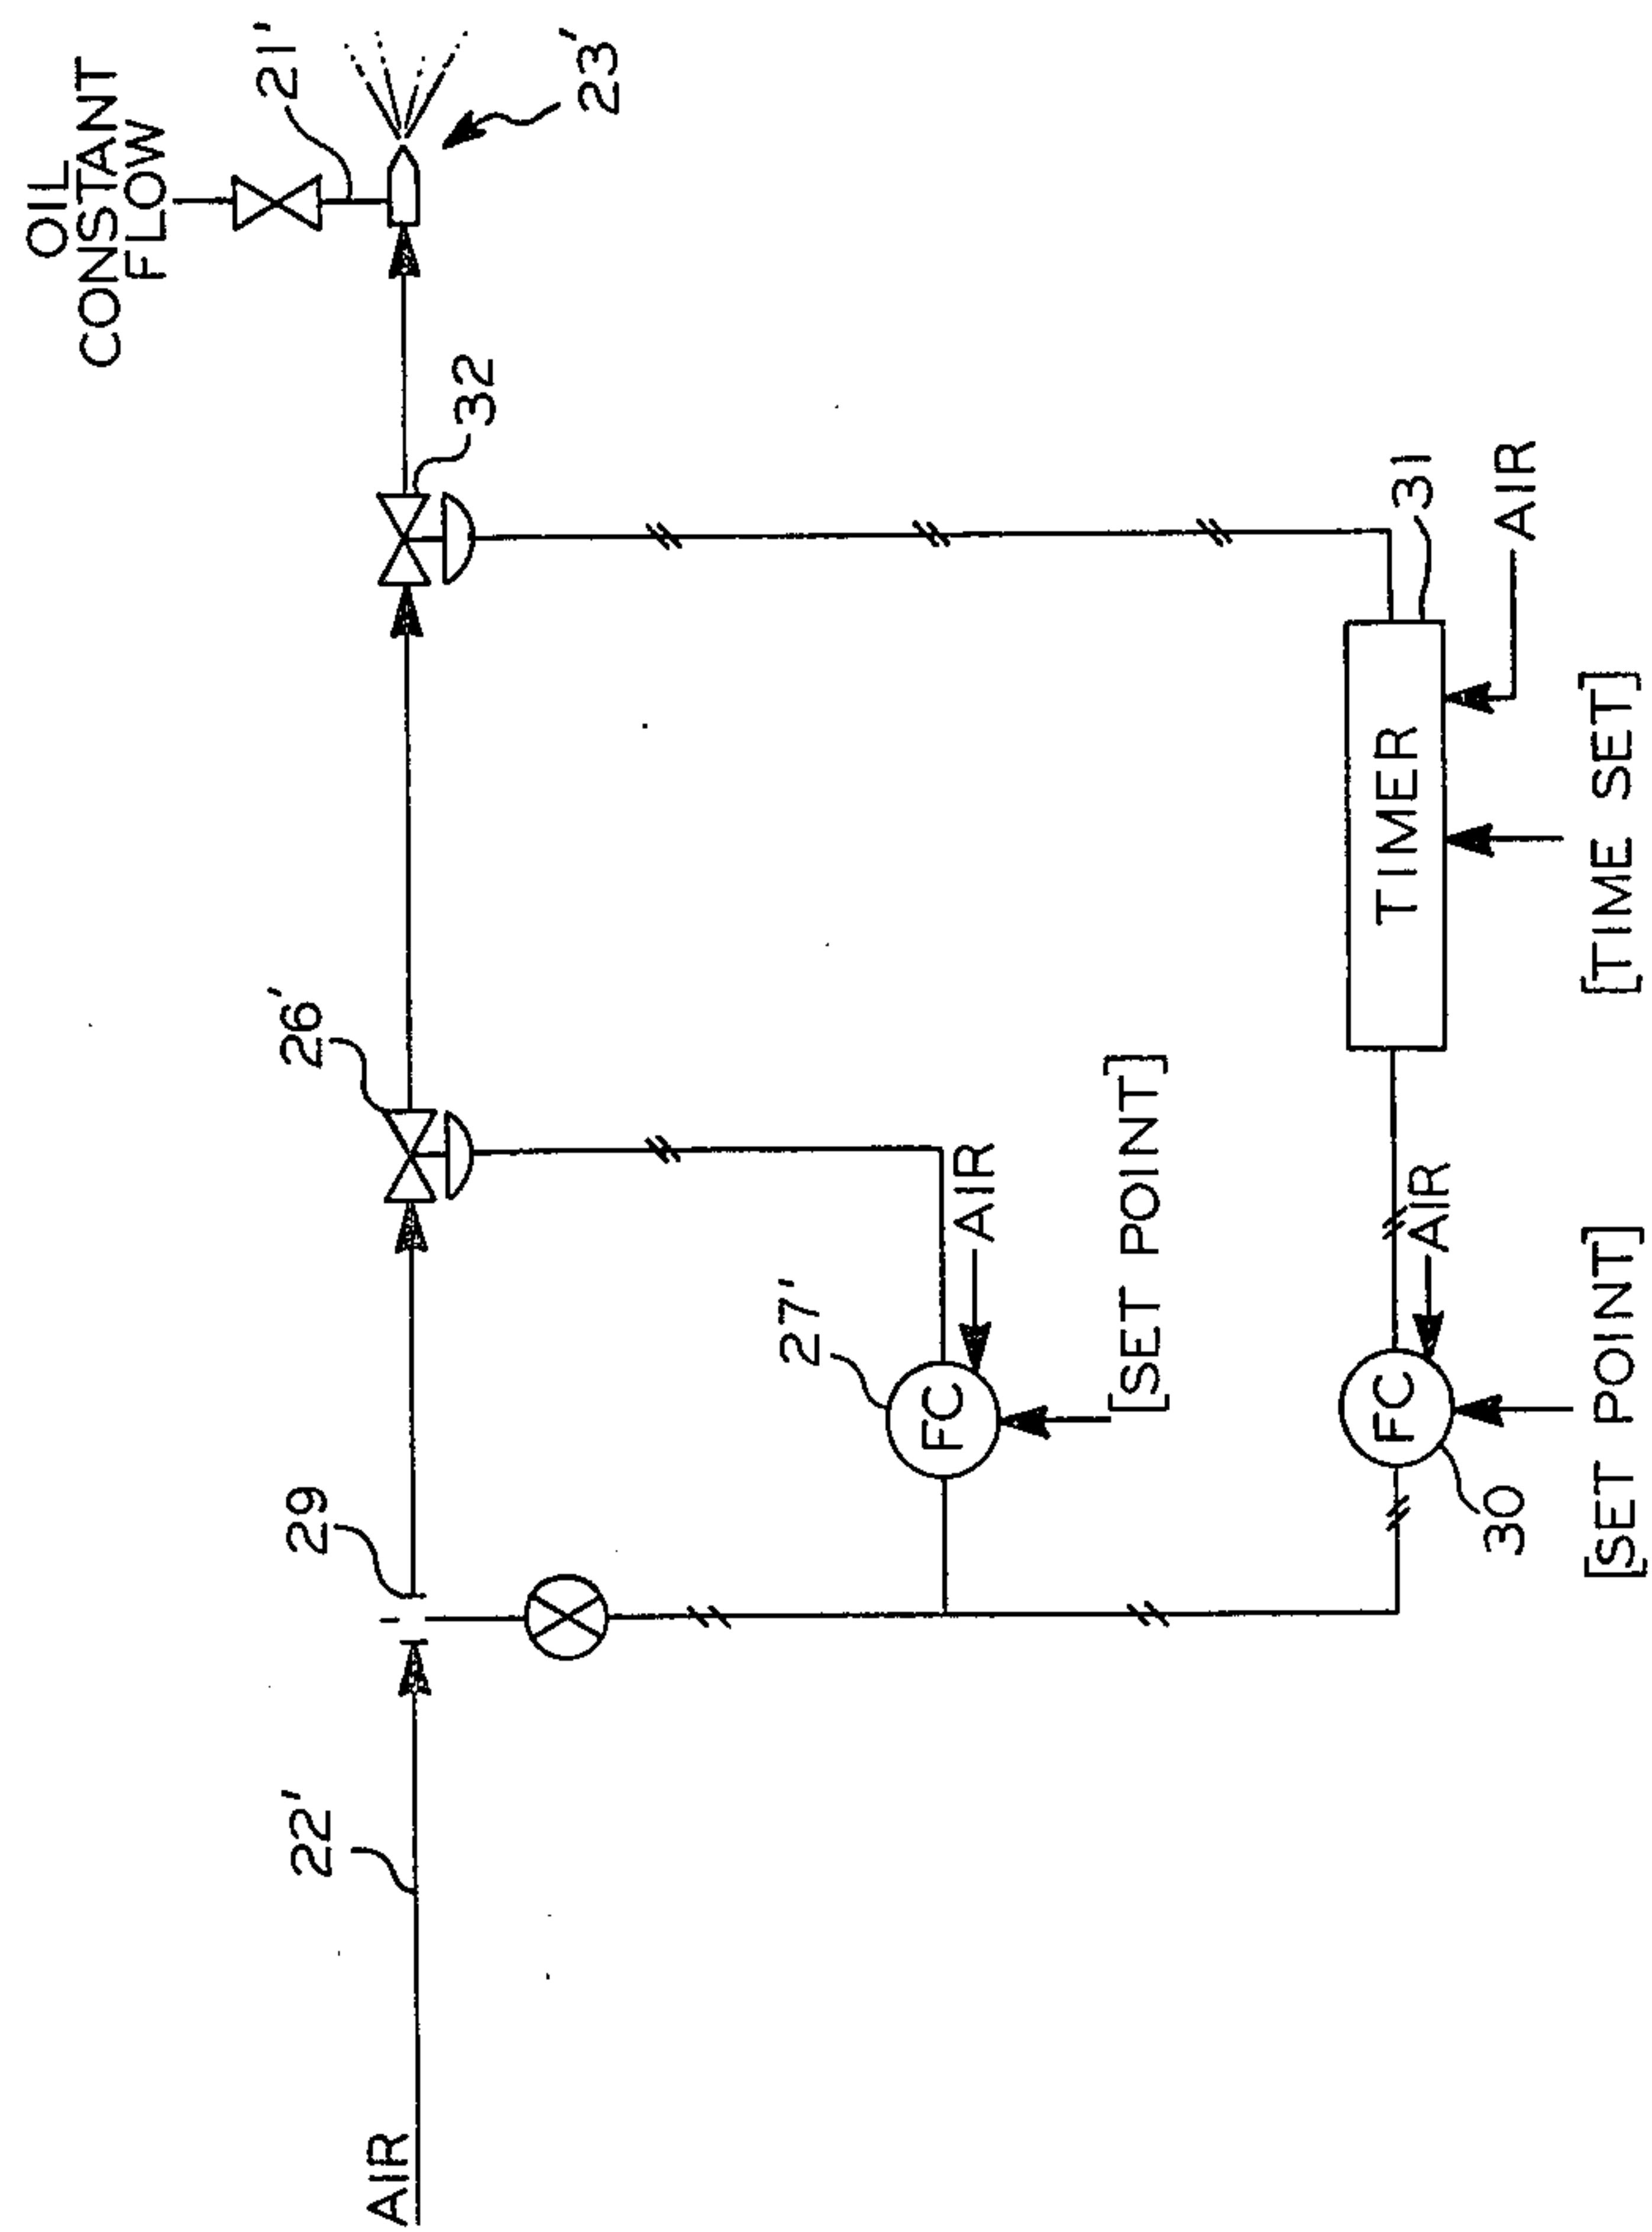 OIL
CONSTANT
FLOW
21'
23'
32
26'
29
22'
AIR
27'
FC
AIR
[SET POINT]
FC
AIR
30
[SET POINT]
TIMER
31
AIR
[TIME SET]